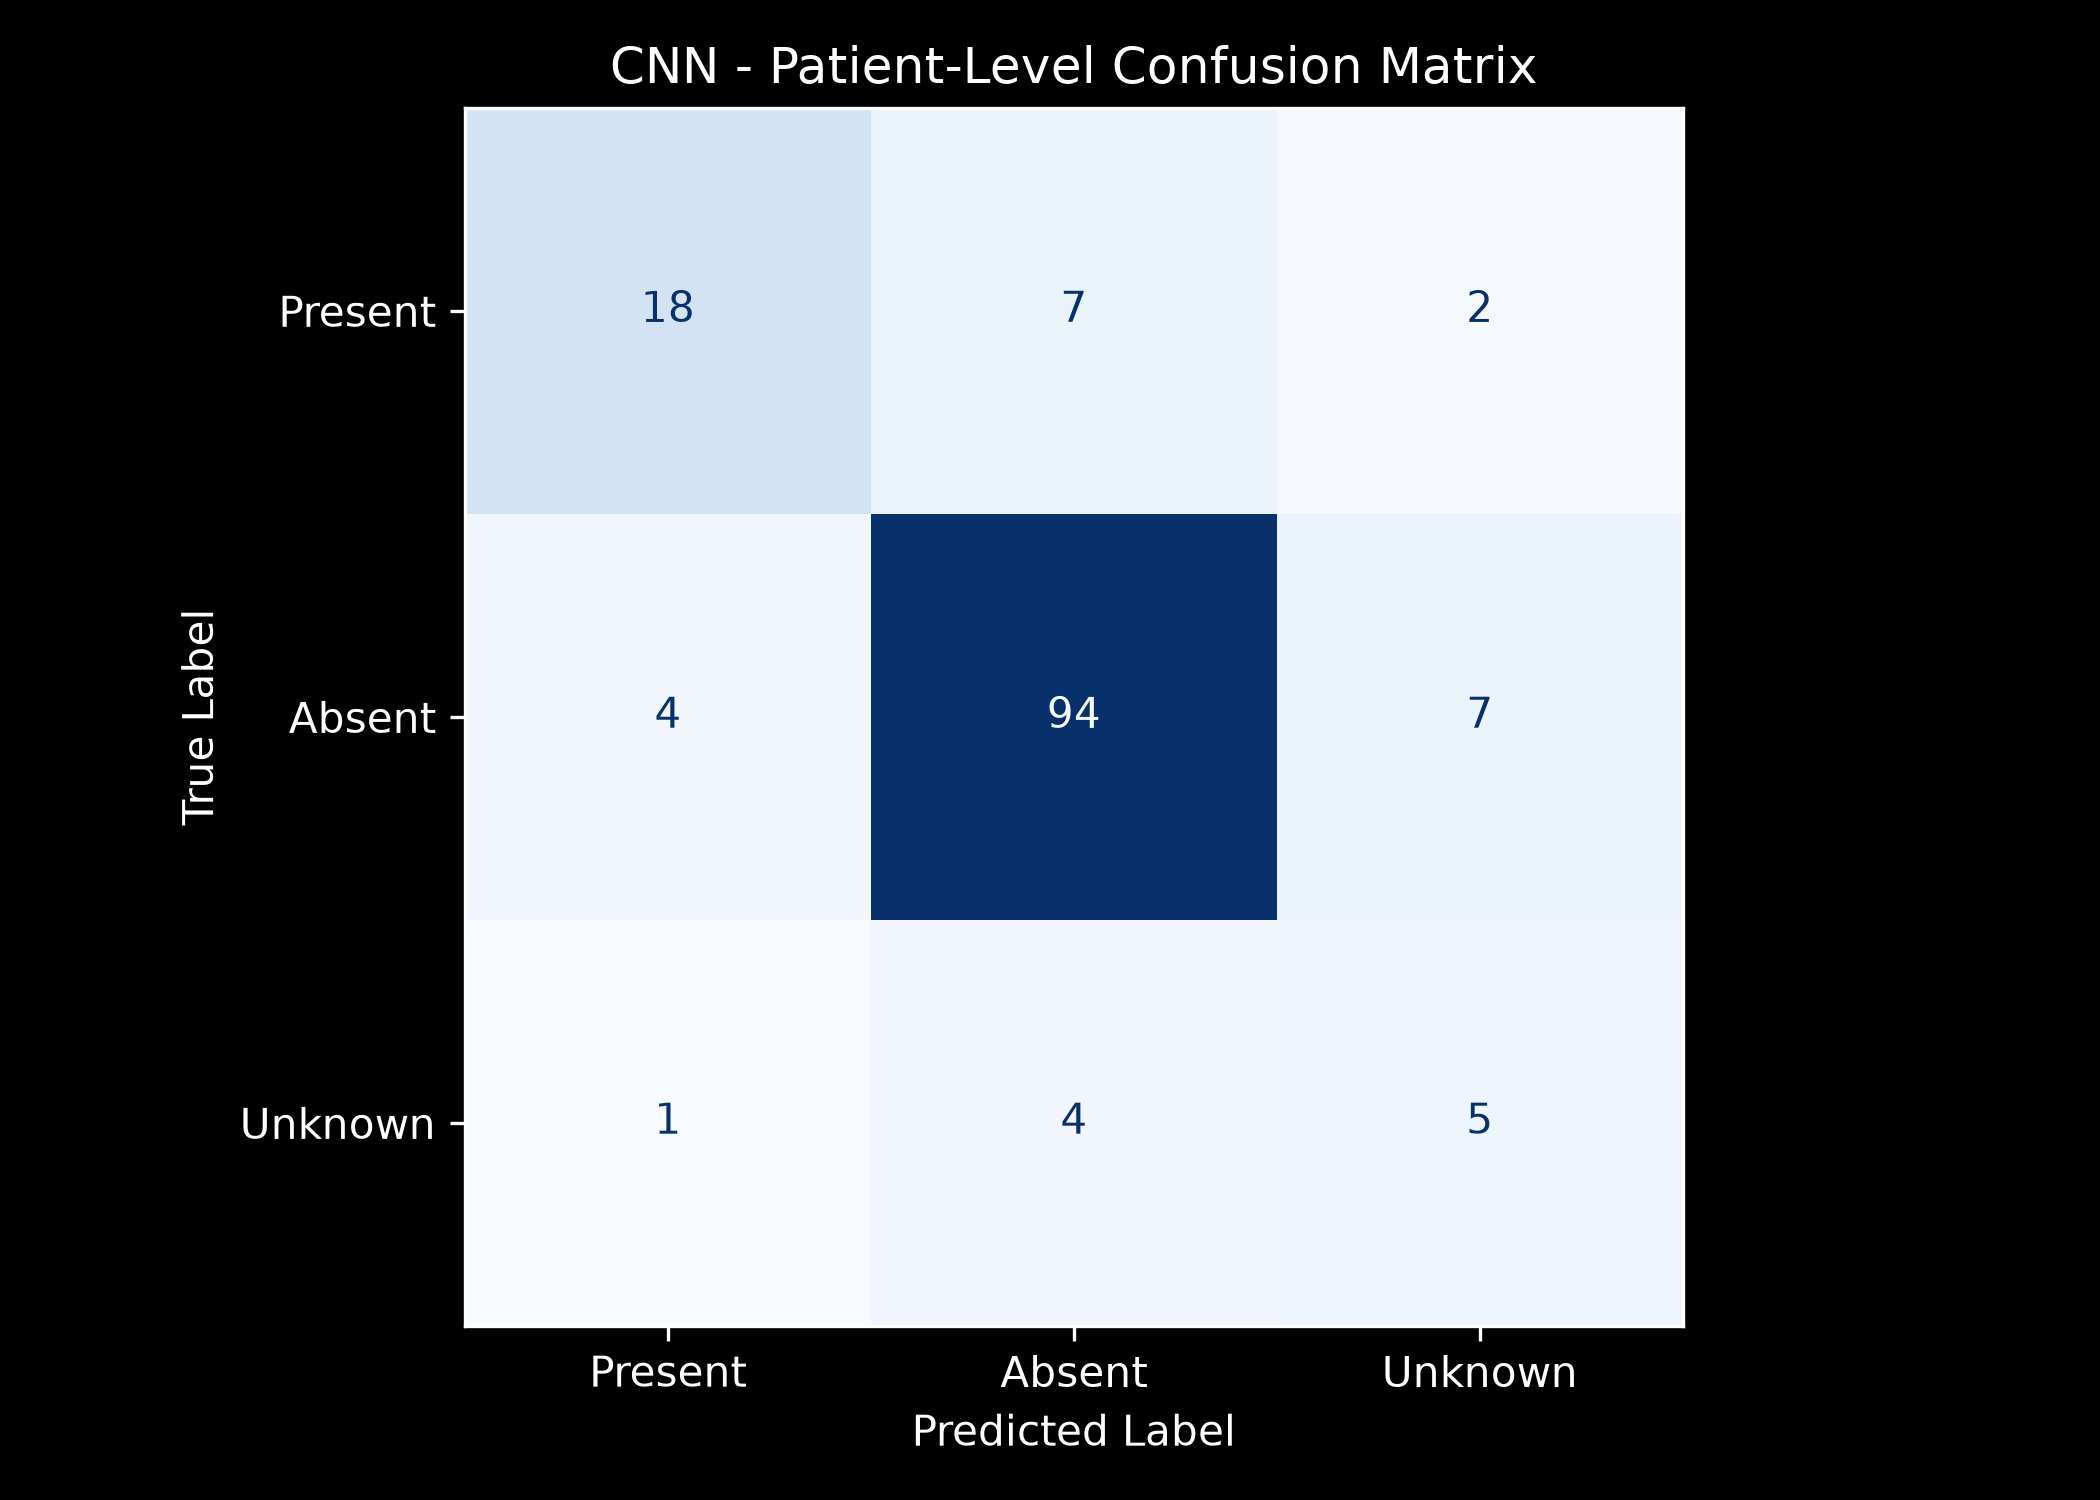 CNN - Patient-Level Confusion Matrix
Present 18 7 2
Absent 4 94 7
Unknown 1 4 5
True Label
Present Absent Unknown
Predicted Label